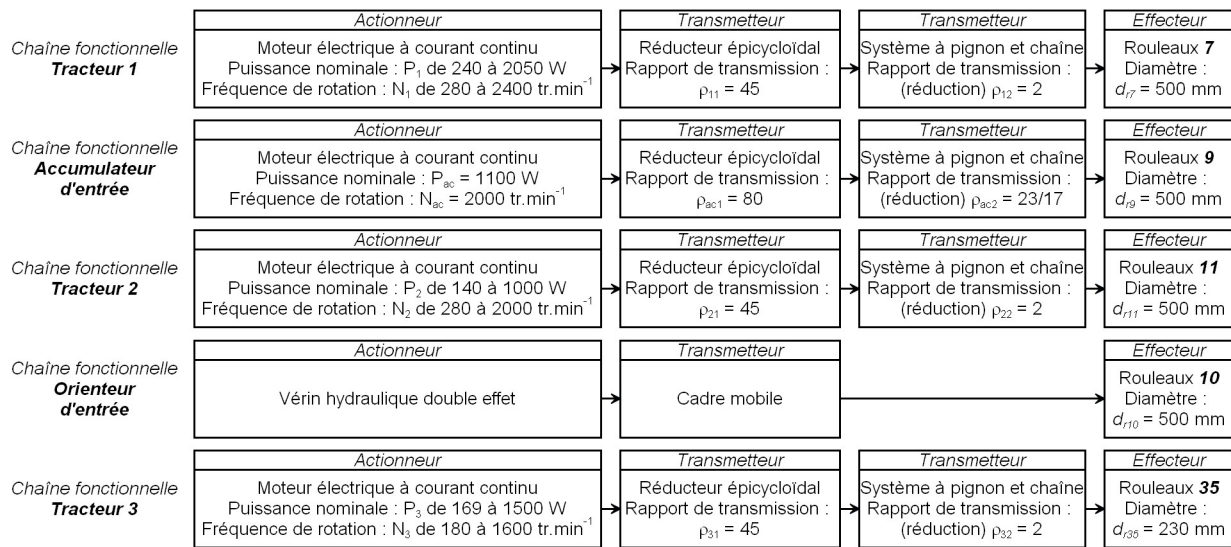 Chaîne fonctionnelle
Tracteur 1
Actionneur
Moteur électrique à courant continu
Puissance nominale : P₁ de 240 à 2050 W
Fréquence de rotation : N₁ de 280 à 2400 tr.min⁻¹
Transmetteur
Réducteur épicycloïdal
Rapport de transmission :
ρ₁₁ = 45
Transmetteur
Système à pignon et chaîne
Rapport de transmission :
(réduction) ρ₁₂ = 2
Effecteur
Rouleaux 7
Diamètre :
dr7 = 500 mm
Chaîne fonctionnelle
Accumulateur
d'entrée
Actionneur
Moteur électrique à courant continu
Puissance nominale : Pac = 1100 W
Fréquence de rotation : Nac = 2000 tr.min⁻¹
Transmetteur
Réducteur épicycloïdal
Rapport de transmission :
ρac1 = 80
Transmetteur
Système à pignon et chaîne
Rapport de transmission :
(réduction) ρac2 = 23/17
Effecteur
Rouleaux 9
Diamètre :
dr9 = 500 mm
Chaîne fonctionnelle
Tracteur 2
Actionneur
Moteur électrique à courant continu
Puissance nominale : P₂ de 140 à 1000 W
Fréquence de rotation : N₂ de 280 à 2000 tr.min⁻¹
Transmetteur
Réducteur épicycloïdal
Rapport de transmission :
ρ₂₁ = 45
Transmetteur
Système à pignon et chaîne
Rapport de transmission :
(réduction) ρ₂₂ = 2
Effecteur
Rouleaux 11
Diamètre :
dr11 = 500 mm
Chaîne fonctionnelle
Orienteur
d'entrée
Actionneur
Vérin hydraulique double effet
Transmetteur
Cadre mobile
Effecteur
Rouleaux 10
Diamètre :
dr10 = 500 mm
Chaîne fonctionnelle
Tracteur 3
Actionneur
Moteur électrique à courant continu
Puissance nominale : P₃ de 169 à 1500 W
Fréquence de rotation : N₃ de 180 à 1600 tr.min⁻¹
Transmetteur
Réducteur épicycloïdal
Rapport de transmission :
ρ₃₁ = 45
Transmetteur
Système à pignon et chaîne
Rapport de transmission :
(réduction) ρ₃₂ = 2
Effecteur
Rouleaux 35
Diamètre :
dr35 = 230 mm